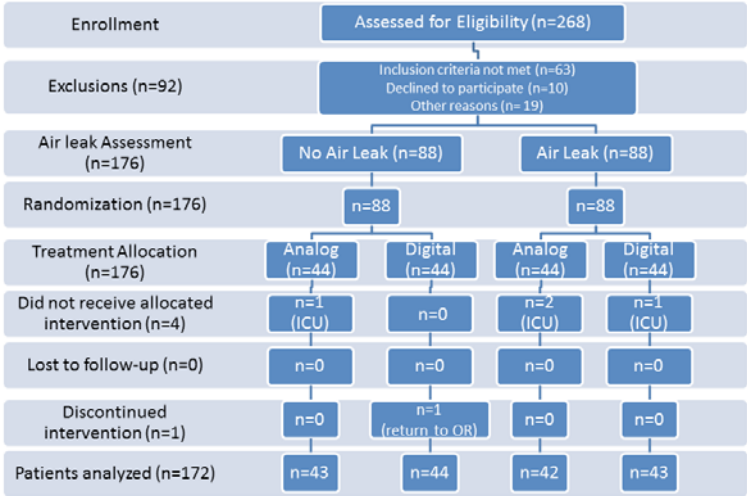 Enrollment
Assessed for Eligibility (n=268)
Exclusions (n=92)
Inclusion criteria not met (n=63)
Declined to participate (n=10)
Other reasons (n= 19)
Air leak Assessment
(n=176)
No Air Leak (n=88)
Air Leak (n=88)
Randomization (n=176)
n=88
n=88
Treatment Allocation
(n=176)
Analog
(n=44)
Digital
(n=44)
Analog
(n=44)
Digital
(n=44)
Did not receive allocated
intervention (n=4)
n=1
(ICU)
n=0
n=2
(ICU)
n=1
(ICU)
Lost to follow-up (n=0)
n=0
n=0
n=0
n=0
Discontinued
intervention (n=1)
n=0
n=1
(return to OR)
n=0
n=0
Patients analyzed (n=172)
n=43
n=44
n=42
n=43